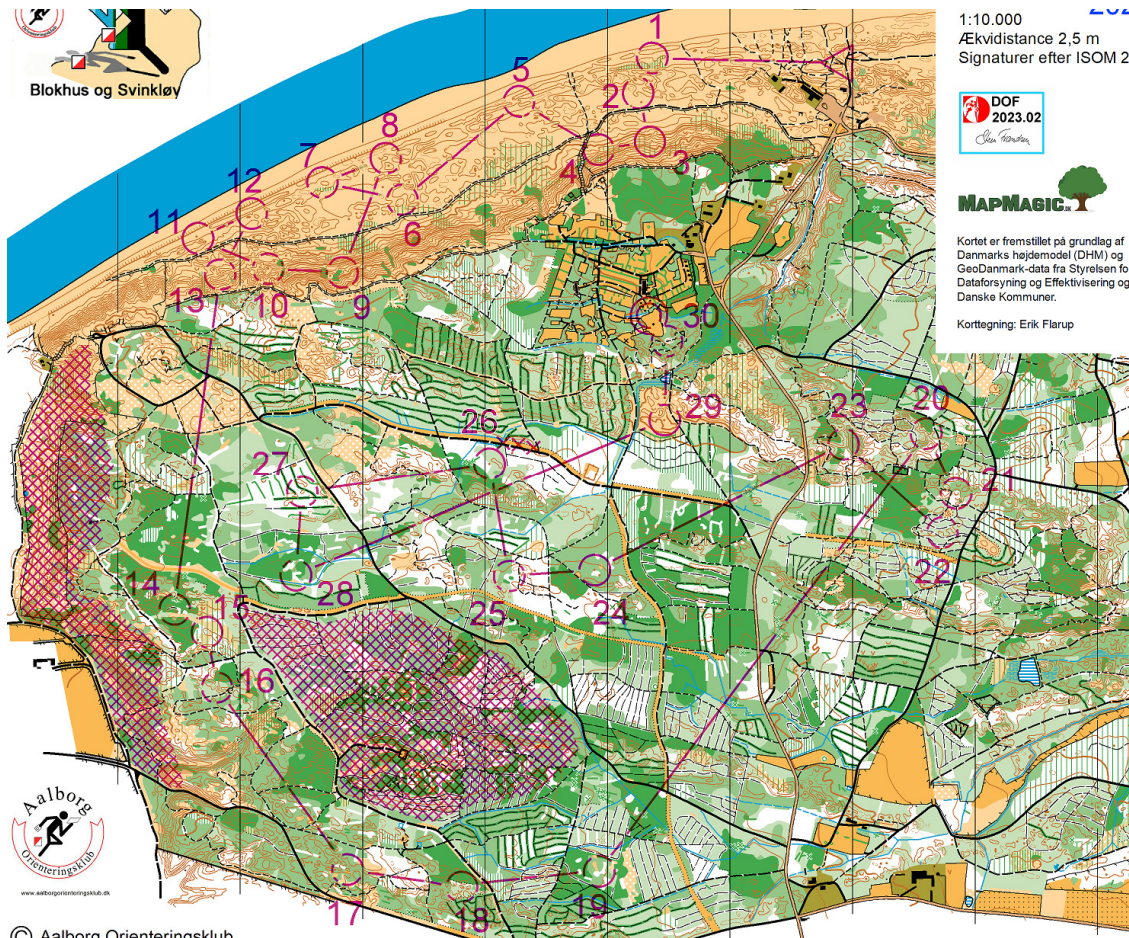 Blokhus og Svinkløv
1:10.000
Ækvidistance 2,5 m
Signaturer efter ISOM 2
DOF
2023.02
MAPMAGIC.DK
Kortet er fremstillet på grundlag af
Danmarks højdemodel (DHM) og
GeoDanmark-data fra Styrelsen fo
Dataforsyning og Effektivisering og
Danske Kommuner.
Korttegning: Erik Flarup
1
2
3
4
5
6
7
8
9
10
11
12
13
14
15
16
17
18
19
20
21
22
23
24
25
26
27
28
29
30
Aalborg
Orienteringsklub
www.aalborgorienteringsklub.dk
© Aalborg Orienteringsklub